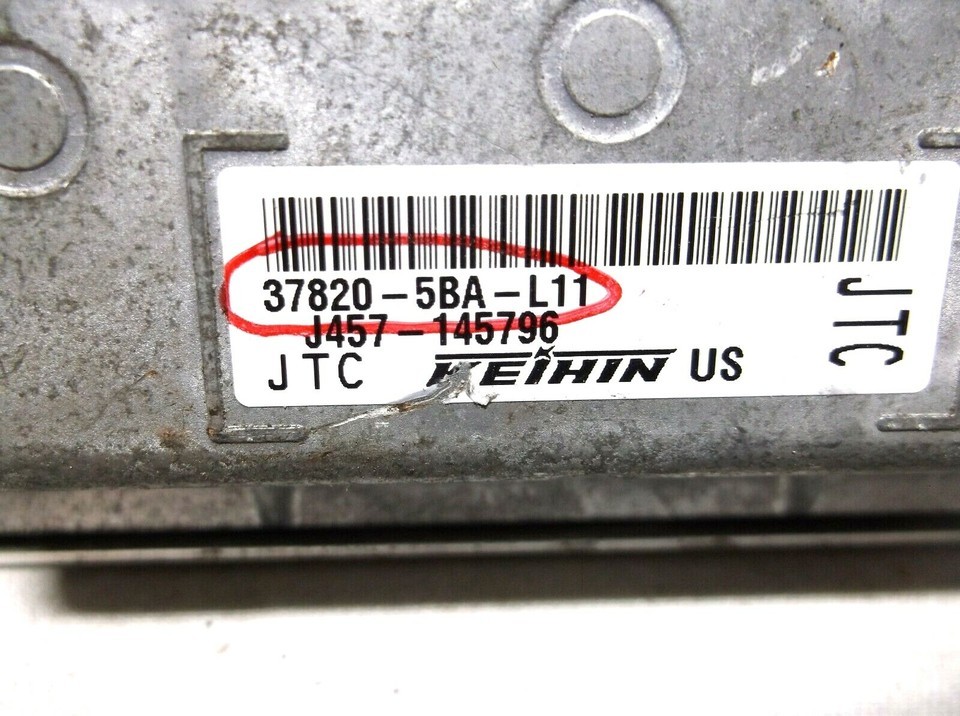 37820-5BA-L11
J457-145796
JTC KEIHIN US
JTC